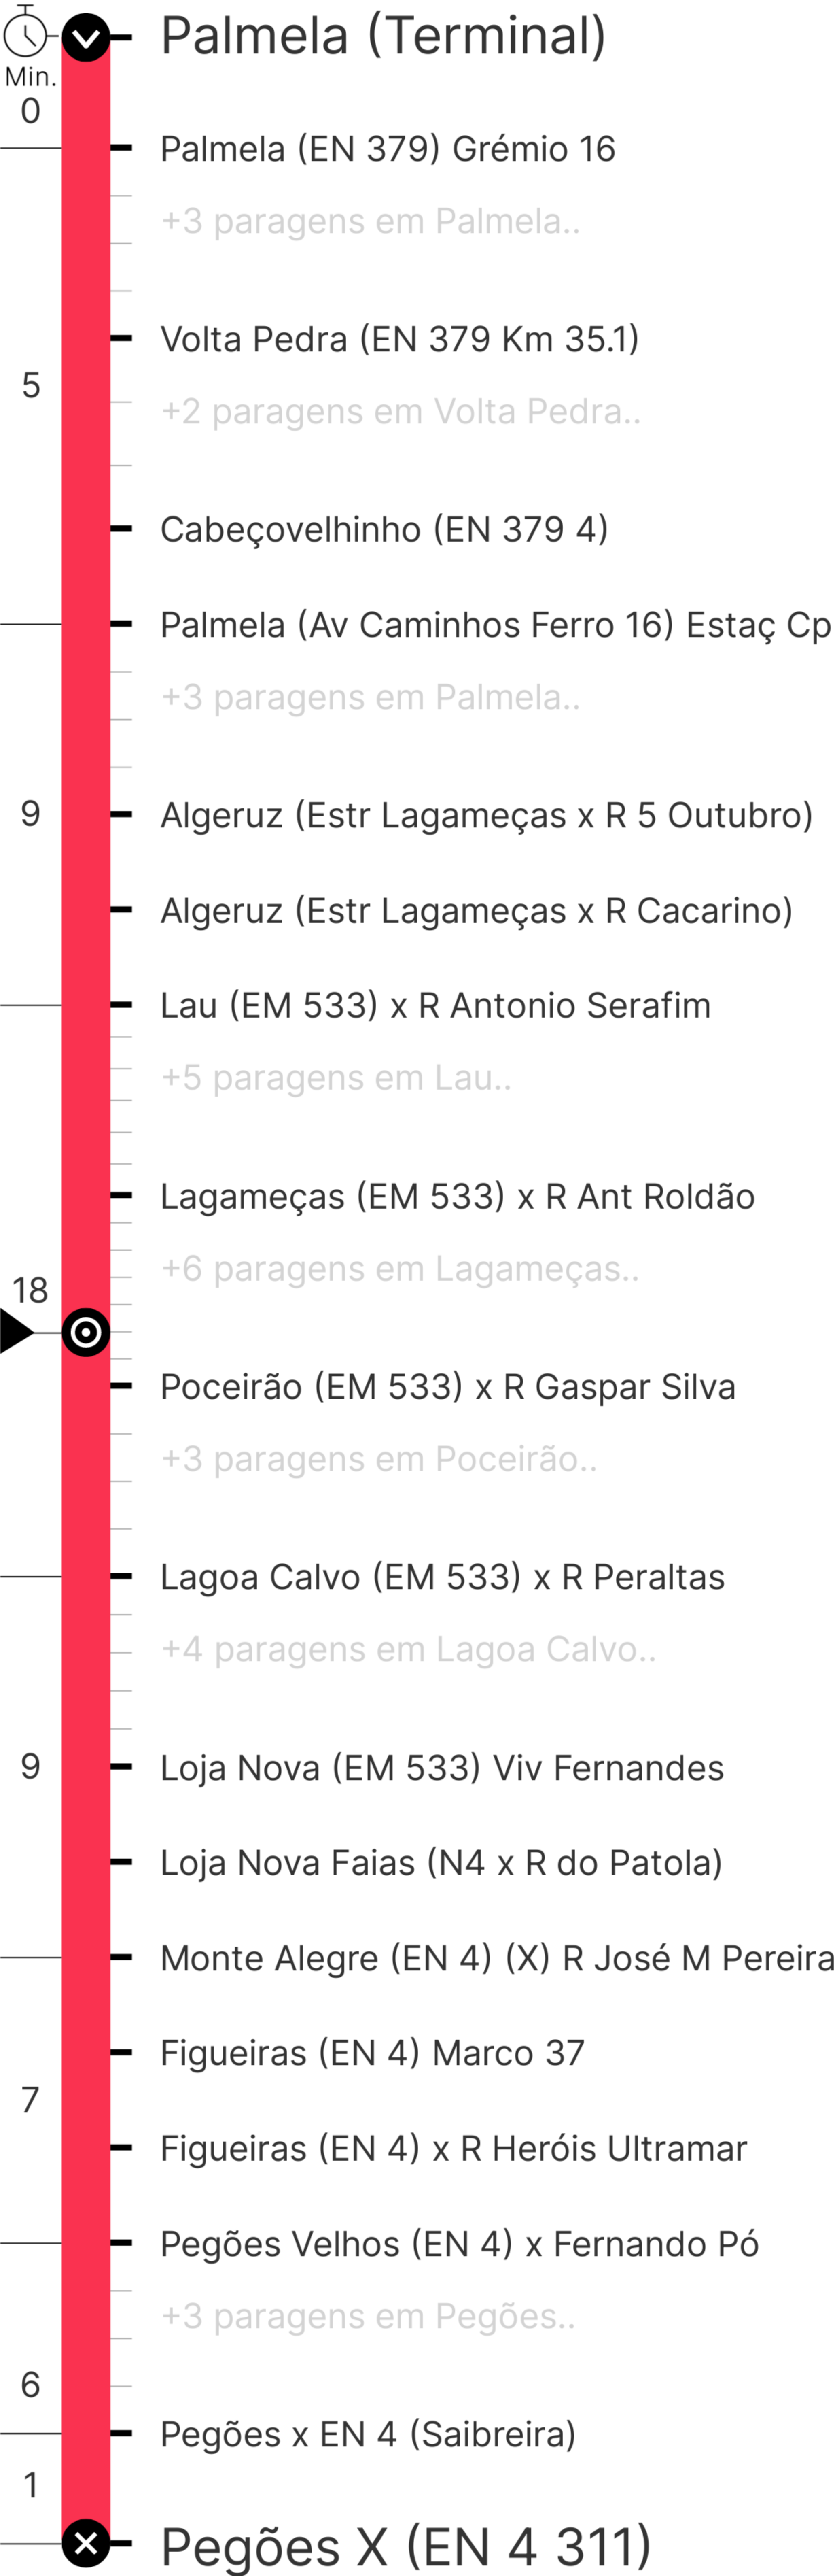 Palmela (Terminal)
Min.
0
Palmela (EN 379) Grémio 16
+3 paragens em Palmela..
Volta Pedra (EN 379 Km 35.1)
5
+2 paragens em Volta Pedra..
Cabeçovelhinho (EN 379 4)
Palmela (Av Caminhos Ferro 16) Estaç Cp
+3 paragens em Palmela..
9
Algeruz (Estr Lagameças x R 5 Outubro)
Algeruz (Estr Lagameças x R Cacarino)
Lau (EM 533) x R Antonio Serafim
+5 paragens em Lau..
Lagameças (EM 533) x R Ant Roldão
+6 paragens em Lagameças..
18
Poceirão (EM 533) x R Gaspar Silva
+3 paragens em Poceirão..
Lagoa Calvo (EM 533) x R Peraltas
+4 paragens em Lagoa Calvo..
9
Loja Nova (EM 533) Viv Fernandes
Loja Nova Faias (N4 x R do Patola)
Monte Alegre (EN 4) (X) R José M Pereira
Figueiras (EN 4) Marco 37
7
Figueiras (EN 4) x R Heróis Ultramar
Pegões Velhos (EN 4) x Fernando Pó
+3 paragens em Pegões..
6
Pegões x EN 4 (Saibreira)
1
Pegões X (EN 4 311)